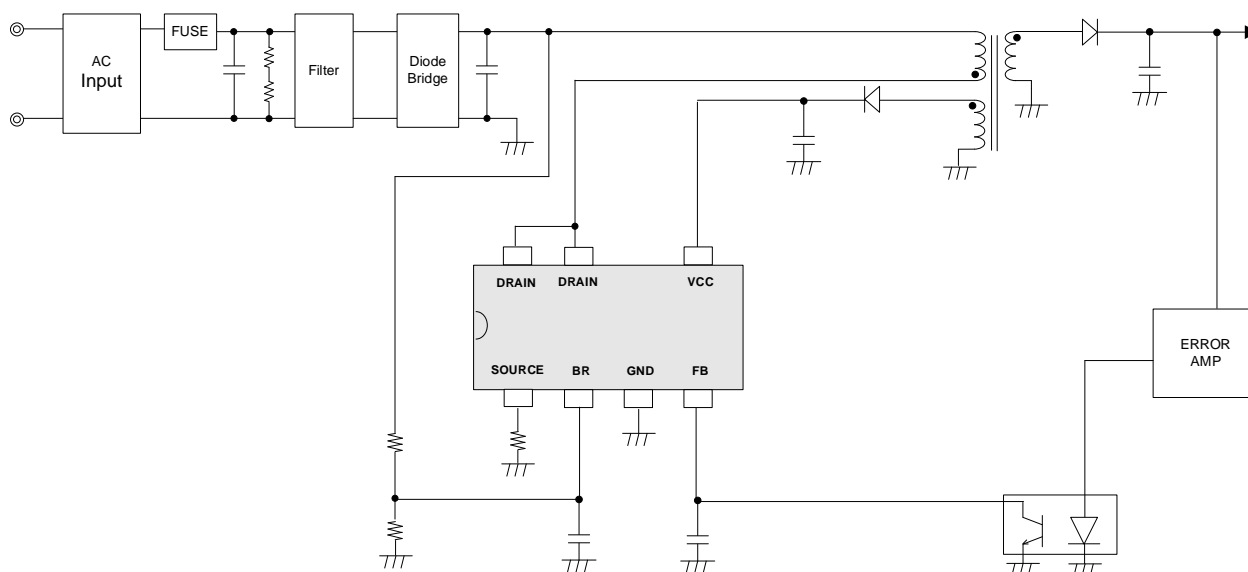 FUSE
AC
Input
Filter
Diode
Bridge
DRAIN
DRAIN
VCC
SOURCE
BR
GND
FB
ERROR
AMP